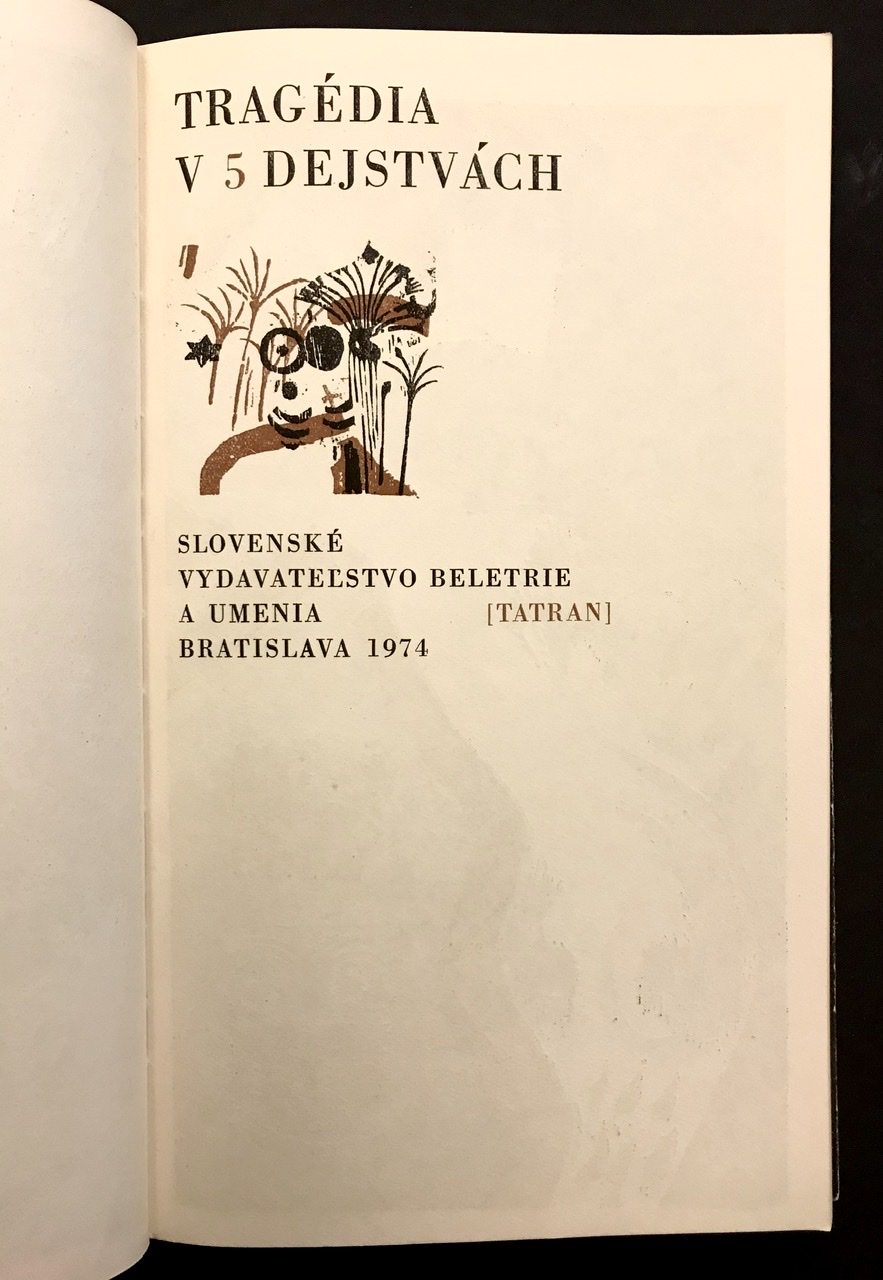 TRAGÉDIA
V 5 DEJSTVÁCH
SLOVENSKÉ
VYDAVATEĽSTVO BELETRIE
A UMENIA [TATRAN]
BRATISLAVA 1974